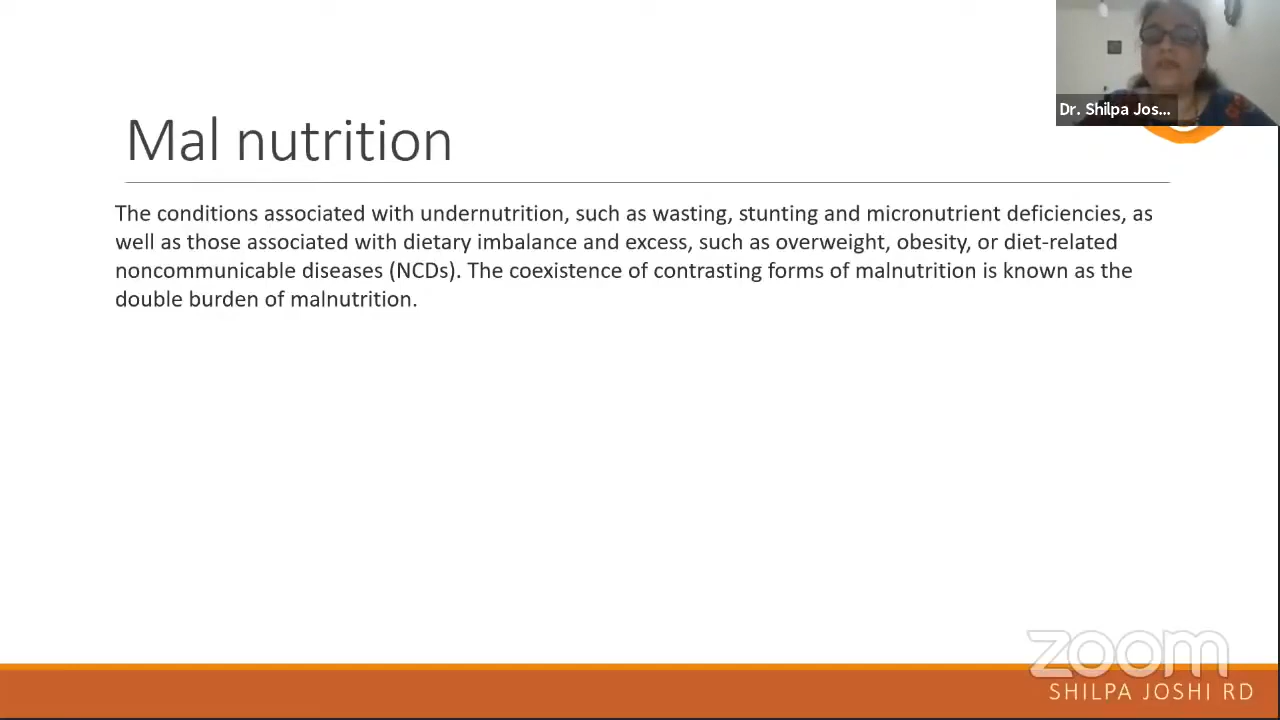 Dr. Shilpa Jos...
Mal nutrition
The conditions associated with undernutrition, such as wasting, stunting and micronutrient deficiencies, as
well as those associated with dietary imbalance and excess, such as overweight, obesity, or diet-related
noncommunicable diseases (NCDs). The coexistence of contrasting forms of malnutrition is known as the
double burden of malnutrition.
zoom
SHILPA JOSHI RD